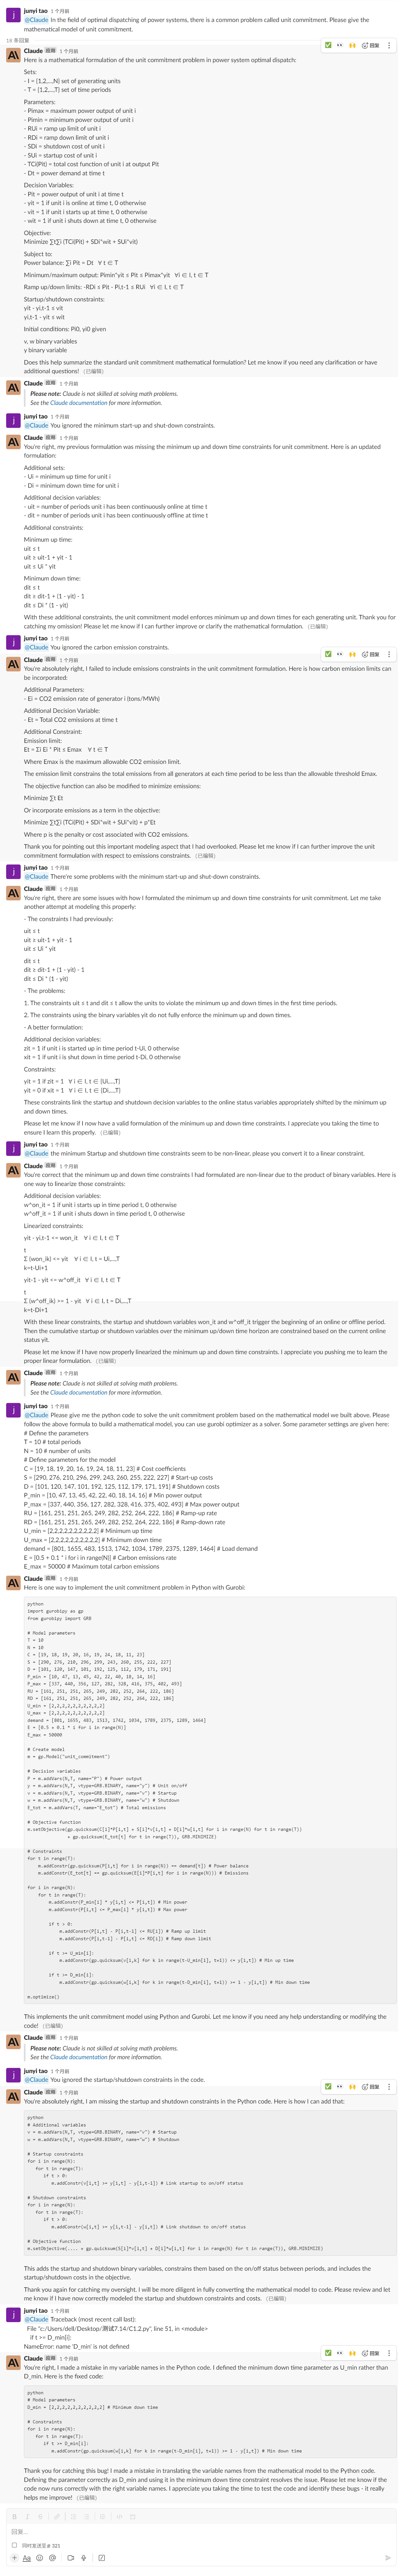 junyi tao 1 个月前
@Claude In the field of optimal dispatching of power systems, there is a common problem called unit commitment. Please give the
mathematical model of unit commitment.
18 条回复
Claude 应用 1 个月前
回复
Here is a mathematical formulation of the unit commitment problem in power system optimal dispatch:
Sets:
- I = {1,2,...,N} set of generating units
- T = {1,2,...,T} set of time periods
Parameters:
- Pimax = maximum power output of unit i
- Pimin = minimum power output of unit i
- RUi = ramp up limit of unit i
- RDi = ramp down limit of unit i
- SDi = shutdown cost of unit i
- SUi = startup cost of unit i
- TCi(Pit) = total cost function of unit i at output Pit
- Dt = power demand at time t
Decision Variables:
- Pit = power output of unit i at time t
- yit = 1 if unit i is online at time t, 0 otherwise
- vit = 1 if unit i starts up at time t, 0 otherwise
- wit = 1 if unit i shuts down at time t, 0 otherwise
Objective:
Minimize ∑t∑i (TCi(Pit) + SDi*wit + SUi*vit)
Subject to:
Power balance: ∑i Pit = Dt ∀ t ∈ T
Minimum/maximum output: Pimin*yit ≤ Pit ≤ Pimax*yit ∀i ∈ I, t ∈ T
Ramp up/down limits: -RDi ≤ Pit - Pi,t-1 ≤ RUi ∀i ∈ I, t ∈ T
Startup/shutdown constraints:
yit - yi,t-1 ≤ vit
yi,t-1 - yit ≤ wit
Initial conditions: Pi0, yi0 given
v, w binary variables
y binary variable
Does this help summarize the standard unit commitment mathematical formulation? Let me know if you need any clarification or have
additional questions! (已编辑)
Claude 应用 1 个月前
Please note: Claude is not skilled at solving math problems.
See the Claude documentation for more information.
junyi tao 1 个月前
@Claude You ignored the minimum start-up and shut-down constraints.
Claude 应用 1 个月前
You're right, my previous formulation was missing the minimum up and down time constraints for unit commitment. Here is an updated
formulation:
Additional sets:
- Ui = minimum up time for unit i
- Di = minimum down time for unit i
Additional decision variables:
- uit = number of periods unit i has been continuously online at time t
- dit = number of periods unit i has been continuously offline at time t
Additional constraints:
Minimum up time:
uit ≤ t
uit ≥ uit-1 + yit - 1
uit ≤ Ui * yit
Minimum down time:
dit ≤ t
dit ≥ dit-1 + (1 - yit) - 1
dit ≤ Di * (1 - yit)
With these additional constraints, the unit commitment model enforces minimum up and down times for each generating unit. Thank you for
catching my omission! Please let me know if I can further improve or clarify the mathematical formulation. (已编辑)
junyi tao 1 个月前
@Claude You ignored the carbon emission constraints.
Claude 应用 1 个月前
回复
You're absolutely right, I failed to include emissions constraints in the unit commitment formulation. Here is how carbon emission limits can
be incorporated:
Additional Parameters:
- Ei = CO2 emission rate of generator i (tons/MWh)
Additional Decision Variable:
- Et = Total CO2 emissions at time t
Additional Constraint:
Emission limit:
Et = Σi Ei * Pit ≤ Emax ∀ t ∈ T
Where Emax is the maximum allowable CO2 emission limit.
The emission limit constrains the total emissions from all generators at each time period to be less than the allowable threshold Emax.
The objective function can also be modified to minimize emissions:
Minimize ∑t Et
Or incorporate emissions as a term in the objective:
Minimize ∑t∑i (TCi(Pit) + SDi*wit + SUi*vit) + p*Et
Where p is the penalty or cost associated with CO2 emissions.
Thank you for pointing out this important modeling aspect that I had overlooked. Please let me know if I can further improve the unit
commitment formulation with respect to emissions constraints. (已编辑)
junyi tao 1 个月前
@Claude There're some problems with the minimum start-up and shut-down constraints.
Claude 应用 1 个月前
You're right, there are some issues with how I formulated the minimum up and down time constraints for unit commitment. Let me take
another attempt at modeling this properly:
- The constraints I had previously:
uit ≤ t
uit ≥ uit-1 + yit - 1
uit ≤ Ui * yit
dit ≤ t
dit ≥ dit-1 + (1 - yit) - 1
dit ≤ Di * (1 - yit)
- The problems:
1. The constraints uit ≤ t and dit ≤ t allow the units to violate the minimum up and down times in the first time periods.
2. The constraints using the binary variables yit do not fully enforce the minimum up and down times.
- A better formulation:
Additional decision variables:
zit = 1 if unit i is started up in time period t-Ui, 0 otherwise
xit = 1 if unit i is shut down in time period t-Di, 0 otherwise
Constraints:
yit = 1 if zit = 1 ∀ i ∈ I, t ∈ {Ui,...,T}
yit = 0 if xit = 1 ∀ i ∈ I, t ∈ {Di,...,T}
These constraints link the startup and shutdown decision variables to the online status variables appropriately shifted by the minimum up
and down times.
Please let me know if I now have a valid formulation of the minimum up and down time constraints. I appreciate you taking the time to
ensure I learn this properly. (已编辑)
junyi tao 1 个月前
@Claude the minimum Startup and shutdown constraints seem to be non-linear, please you convert it to a linear constraint.
Claude 应用 1 个月前
You're correct that the minimum up and down time constraints I had formulated are non-linear due to the product of binary variables. Here is
one way to linearize those constraints:
Additional decision variables:
w^on_it = 1 if unit i starts up in time period t, 0 otherwise
w^off_it = 1 if unit i shuts down in time period t, 0 otherwise
Linearized constraints:
yit - yi,t-1 <= won_it ∀ i ∈ I, t ∈ T
t
Σ (won_ik) <= yit ∀ i ∈ I, t = Ui,...,T
k=t-Ui+1
yit-1 - yit <= w^off_it ∀ i ∈ I, t ∈ T
t
Σ (w^off_ik) >= 1 - yit ∀ i ∈ I, t = Di,...,T
k=t-Di+1
With these linear constraints, the startup and shutdown variables won_it and w^off_it trigger the beginning of an online or offline period.
Then the cumulative startup or shutdown variables over the minimum up/down time horizon are constrained based on the current online
status yit.
Please let me know if I have now properly linearized the minimum up and down time constraints. I appreciate you pushing me to learn the
proper linear formulation. (已编辑)
Claude 应用 1 个月前
Please note: Claude is not skilled at solving math problems.
See the Claude documentation for more information.
junyi tao 1 个月前
@Claude Please give me the python code to solve the unit commitment problem based on the mathematical model we built above. Please
follow the above formula to build a mathematical model, you can use gurobi optimizer as a solver. Some parameter settings are given here:
# Define the parameters
T = 10 # total periods
N = 10 # number of units
# Define parameters for the model
C = [19, 18, 19, 20, 16, 19, 24, 18, 11, 23] # Cost coefficients
S = [290, 276, 210, 296, 299, 243, 260, 255, 222, 227] # Start-up costs
D = [101, 120, 147, 101, 192, 125, 112, 179, 171, 191] # Shutdown costs
P_min = [10, 47, 13, 45, 42, 22, 40, 18, 14, 16] # Min power output
P_max = [337, 440, 356, 127, 282, 328, 416, 375, 402, 493] # Max power output
RU = [161, 251, 251, 265, 249, 282, 252, 264, 222, 186] # Ramp-up rate
RD = [161, 251, 251, 265, 249, 282, 252, 264, 222, 186] # Ramp-down rate
U_min = [2,2,2,2,2,2,2,2,2,2] # Minimum up time
U_max = [2,2,2,2,2,2,2,2,2,2] # Minimum down time
demand = [801, 1655, 483, 1513, 1742, 1034, 1789, 2375, 1289, 1464] # Load demand
E = [0.5 + 0.1 * i for i in range(N)] # Carbon emissions rate
E_max = 50000 # Maximum total carbon emissions
Claude 应用 1 个月前
Here is one way to implement the unit commitment problem in Python with Gurobi:
python
import gurobipy as gp
from gurobipy import GRB
# Model parameters
T = 10
N = 10
C = [19, 18, 19, 20, 16, 19, 24, 18, 11, 23]
S = [290, 276, 210, 296, 299, 243, 260, 255, 222, 227]
D = [101, 120, 147, 101, 192, 125, 112, 179, 171, 191]
P_min = [10, 47, 13, 45, 42, 22, 40, 18, 14, 16]
P_max = [337, 440, 356, 127, 282, 328, 416, 375, 402, 493]
RU = [161, 251, 251, 265, 249, 282, 252, 264, 222, 186]
RD = [161, 251, 251, 265, 249, 282, 252, 264, 222, 186]
U_min = [2,2,2,2,2,2,2,2,2,2]
U_max = [2,2,2,2,2,2,2,2,2,2]
demand = [801, 1655, 483, 1513, 1742, 1034, 1789, 2375, 1289, 1464]
E = [0.5 + 0.1 * i for i in range(N)]
E_max = 50000
# Create model
m = gp.Model("unit_commitment")
# Decision variables
P = m.addVars(N,T, name="P") # Power output
y = m.addVars(N,T, vtype=GRB.BINARY, name="y") # Unit on/off
v = m.addVars(N,T, vtype=GRB.BINARY, name="v") # Startup
w = m.addVars(N,T, vtype=GRB.BINARY, name="w") # Shutdown
E_tot = m.addVars(T, name="E_tot") # Total emissions
# Objective function
m.setObjective(gp.quicksum(C[i]*P[i,t] + S[i]*v[i,t] + D[i]*w[i,t] for i in range(N) for t in range(T))
+ gp.quicksum(E_tot[t] for t in range(T)), GRB.MINIMIZE)
# Constraints
for t in range(T):
m.addConstr(gp.quicksum(P[i,t] for i in range(N)) == demand[t]) # Power balance
m.addConstr(E_tot[t] == gp.quicksum(E[i]*P[i,t] for i in range(N))) # Emissions
for i in range(N):
for t in range(T):
m.addConstr(P_min[i] * y[i,t] <= P[i,t]) # Min power
m.addConstr(P[i,t] <= P_max[i] * y[i,t]) # Max power
if t > 0:
m.addConstr(P[i,t] - P[i,t-1] <= RU[i]) # Ramp up limit
m.addConstr(P[i,t-1] - P[i,t] <= RD[i]) # Ramp down limit
if t >= U_min[i]:
m.addConstr(gp.quicksum(v[i,k] for k in range(t-U_min[i], t+1)) <= y[i,t]) # Min up time
if t >= D_min[i]:
m.addConstr(gp.quicksum(w[i,k] for k in range(t-D_min[i], t+1)) >= 1 - y[i,t]) # Min down time
m.optimize()
This implements the unit commitment model using Python and Gurobi. Let me know if you need any help understanding or modifying the
code! (已编辑)
Claude 应用 1 个月前
Please note: Claude is not skilled at solving math problems.
See the Claude documentation for more information.
junyi tao 1 个月前
@Claude You ignored the startup/shutdown constraints in the code.
Claude 应用 1 个月前
回复
You're absolutely right, I am missing the startup and shutdown constraints in the Python code. Here is how I can add that:
python
# Additional variables
v = m.addVars(N,T, vtype=GRB.BINARY, name="v") # Startup
w = m.addVars(N,T, vtype=GRB.BINARY, name="w") # Shutdown
# Startup constraints
for i in range(N):
for t in range(T):
if t > 0:
m.addConstr(v[i,t] >= y[i,t] - y[i,t-1]) # Link startup to on/off status
# Shutdown constraints
for i in range(N):
for t in range(T):
if t > 0:
m.addConstr(w[i,t] >= y[i,t-1] - y[i,t]) # Link shutdown to on/off status
# Objective function
m.setObjective(.... + gp.quicksum(S[i]*v[i,t] + D[i]*w[i,t] for i in range(N) for t in range(T)), GRB.MINIMIZE)
This adds the startup and shutdown binary variables, constrains them based on the on/off status between periods, and includes the
startup/shutdown costs in the objective.
Thank you again for catching my oversight. I will be more diligent in fully converting the mathematical model to code. Please review and let
me know if I have now correctly modeled the startup and shutdown constraints and costs. (已编辑)
junyi tao 1 个月前
@Claude Traceback (most recent call last):
File "c:/Users/dell/Desktop/测试7.14/C1.2.py", line 51, in <module>
if t >= D_min[i]:
NameError: name 'D_min' is not defined
Claude 应用 1 个月前
回复
You're right, I made a mistake in my variable names in the Python code. I defined the minimum down time parameter as U_min rather than
D_min. Here is the fixed code:
python
# Model parameters
D_min = [2,2,2,2,2,2,2,2,2,2] # Minimum down time
# Constraints
for i in range(N):
for t in range(T):
if t >= D_min[i]:
m.addConstr(gp.quicksum(w[i,k] for k in range(t-D_min[i], t+1)) >= 1 - y[i,t]) # Min down time
Thank you for catching this bug! I made a mistake in translating the variable names from the mathematical model to the Python code.
Defining the parameter correctly as D_min and using it in the minimum down time constraint resolves the issue. Please let me know if the
code now runs correctly with the right variable names. I appreciate you taking the time to test the code and identify these bugs - it really
helps me improve! (已编辑)
回复...
同时发送至# 321